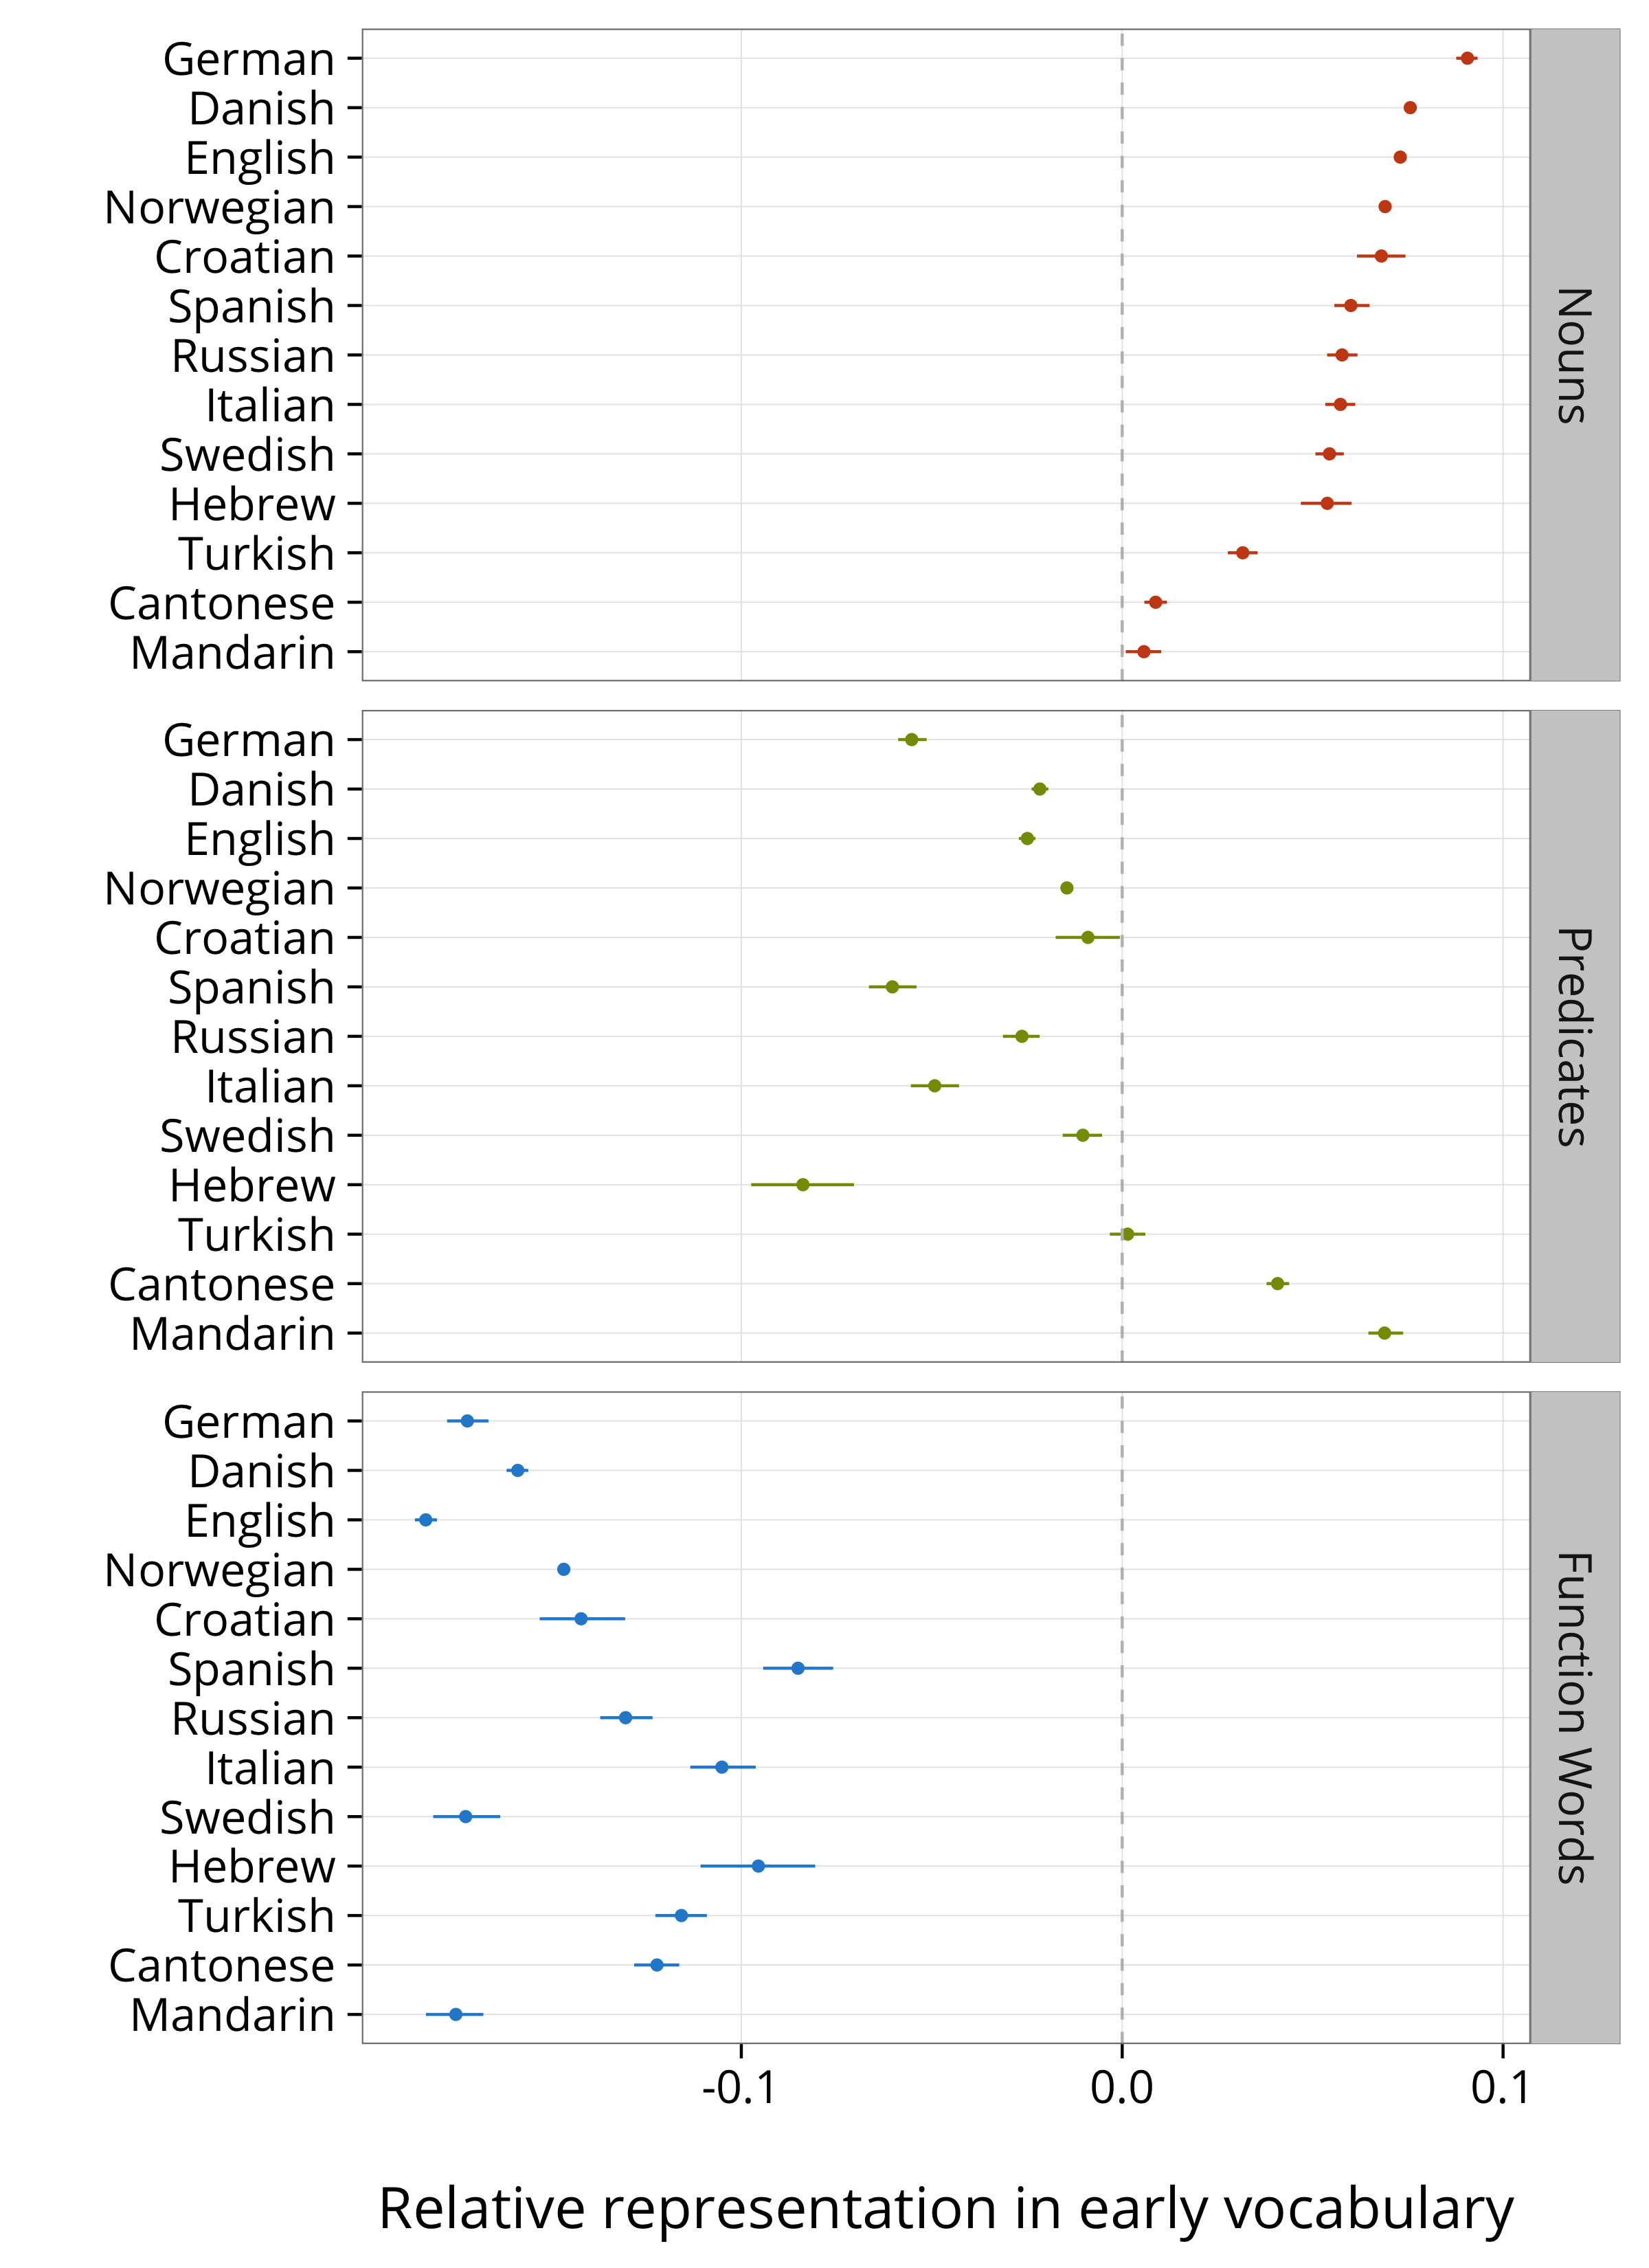 German
Danish
English
Norwegian
Croatian
Spanish
Russian
Italian
Swedish
Hebrew
Turkish
Cantonese
Mandarin
Nouns
German
Danish
English
Norwegian
Croatian
Spanish
Russian
Italian
Swedish
Hebrew
Turkish
Cantonese
Mandarin
Predicates
German
Danish
English
Norwegian
Croatian
Spanish
Russian
Italian
Swedish
Hebrew
Turkish
Cantonese
Mandarin
Function Words
-0.1 0.0 0.1
Relative representation in early vocabulary